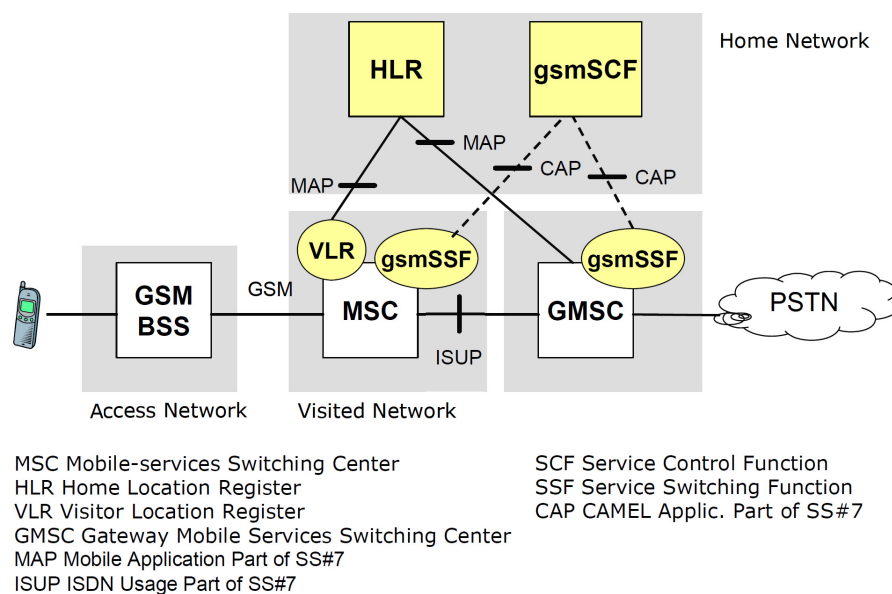 Home Network
HLR
gsmSCF
MAP
MAP
CAP
CAP
VLR
gsmSSF
gsmSSF
GSM
BSS
GSM
MSC
GMSC
PSTN
ISUP
Access Network
Visited Network
MSC Mobile-services Switching Center
HLR Home Location Register
VLR Visitor Location Register
GMSC Gateway Mobile Services Switching Center
MAP Mobile Application Part of SS#7
ISUP ISDN Usage Part of SS#7
SCF Service Control Function
SSF Service Switching Function
CAP CAMEL Applic. Part of SS#7